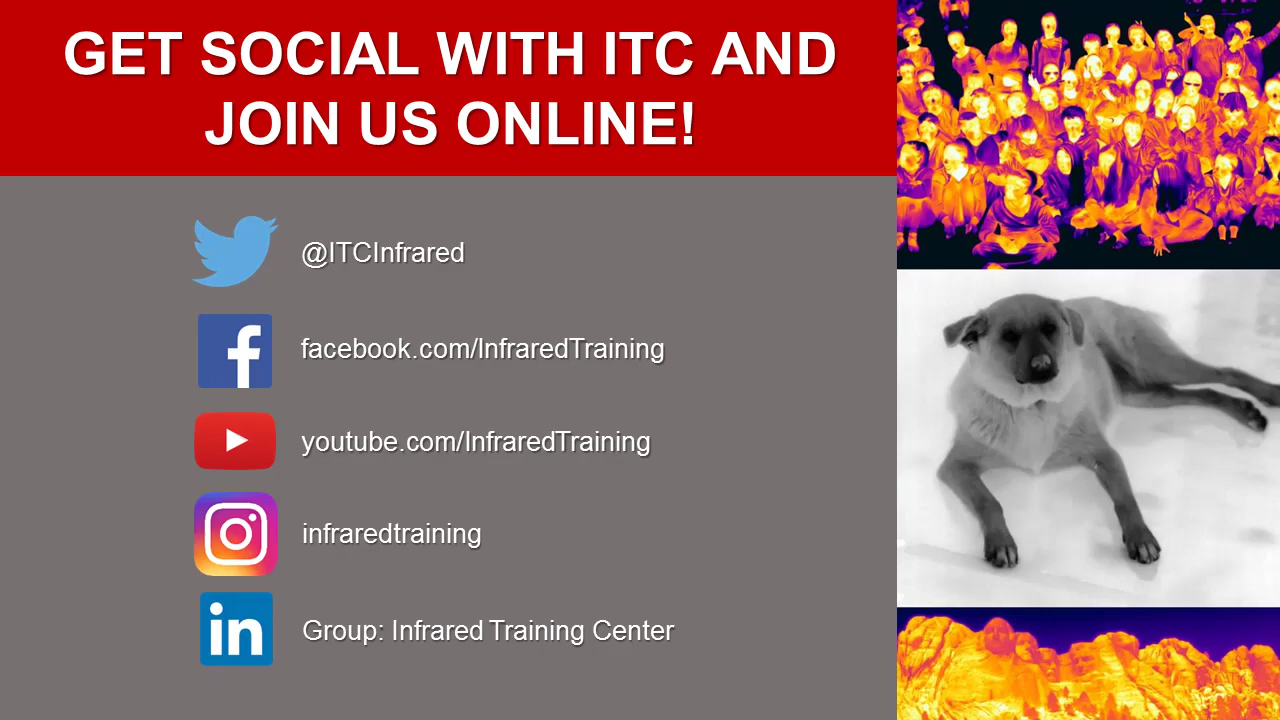 GET SOCIAL WITH ITC AND
JOIN US ONLINE!
@ITCInfrared
facebook.com/InfraredTraining
youtube.com/InfraredTraining
infraredtraining
in
Group: Infrared Training Center